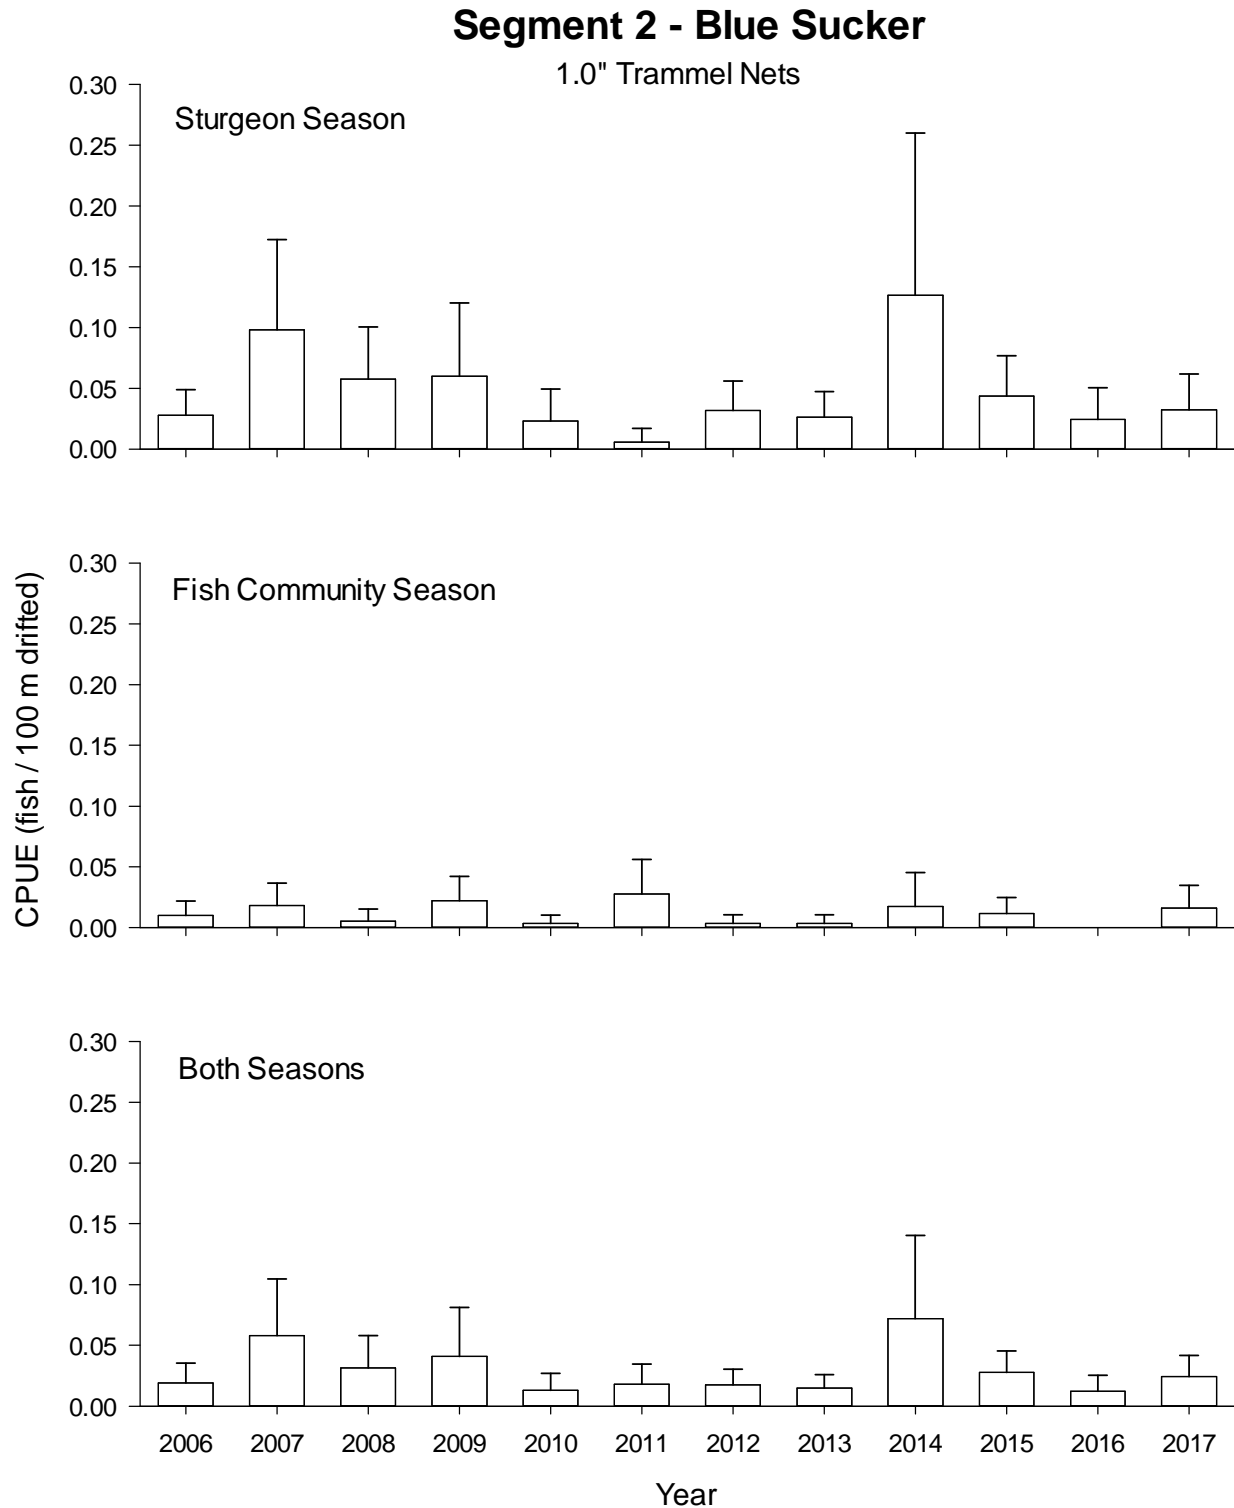 Segment 2 - Blue Sucker
1.0" Trammel Nets
Sturgeon Season
0.30
0.25
0.20
0.15
0.10
0.05
0.00
CPUE (fish / 100 m drifted)
Fish Community Season
0.30
0.25
0.20
0.15
0.10
0.05
0.00
Both Seasons
0.30
0.25
0.20
0.15
0.10
0.05
0.00
2006 2007 2008 2009 2010 2011 2012 2013 2014 2015 2016 2017
Year